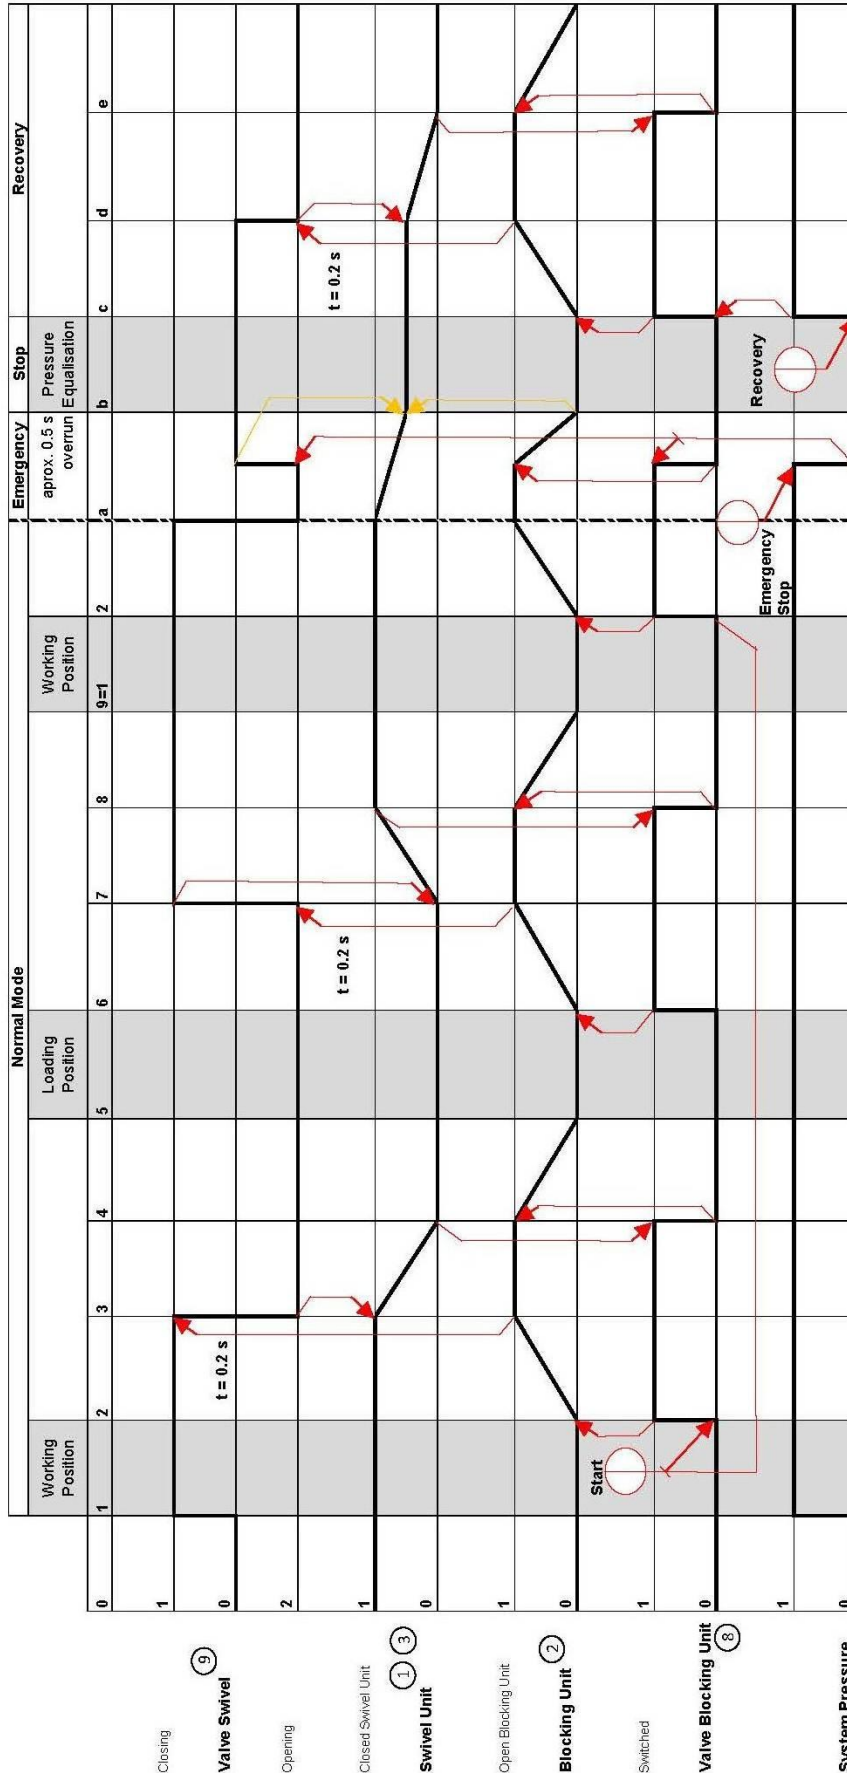 Normal Mode
Emergency Stop
Recovery
Working
Position
Loading
Position
Working
Position
aprox. 0.5 s
overrun
Pressure
Equalisation
0 1 2 3 4 5 6 7 8 9=1 2 a b c d e
Closing
1
Valve Swivel
9
0
Opening
2
t = 0.2 s
t = 0.2 s
t = 0.2 s
Closed Swivel Unit
1
Swivel Unit
1 3
0
Open Blocking Unit
1
Blocking Unit
2
0
Start
Switched
1
Valve Blocking Unit
8
0
Emergency
Stop
Recovery
1
System Pressure
0